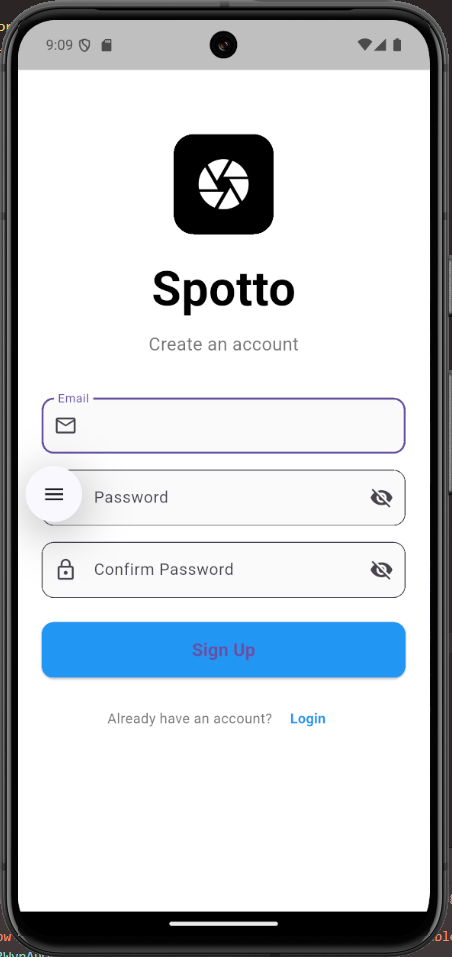 9:09
Spotto
Create an account
Email
Password
Confirm Password
Sign Up
Already have an account? Login